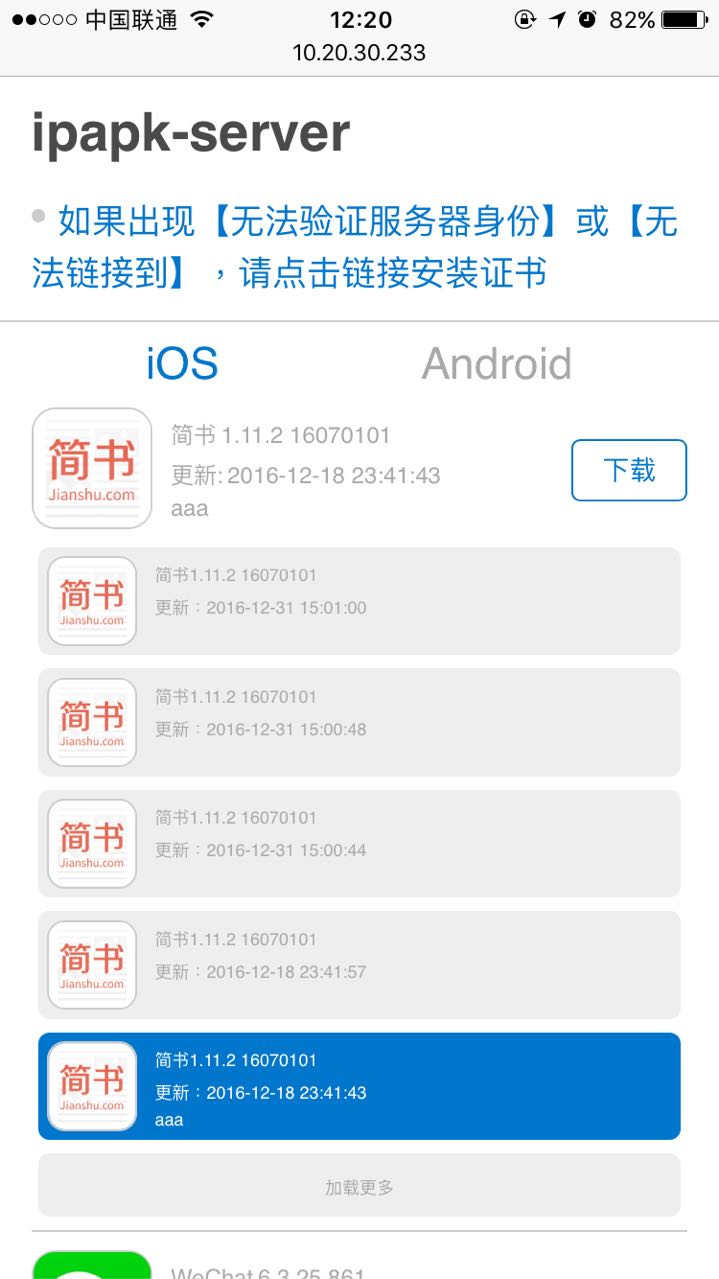 中国联通 12:20 82%
10.20.30.233
ipapk-server
如果出现【无法验证服务器身份】或【无
法链接到】，请点击链接安装证书
iOS Android
简书
Jianshu.com
简书 1.11.2 16070101
更新: 2016-12-18 23:41:43
aaa
下载
简书
Jianshu.com
简书1.11.2 16070101
更新：2016-12-31 15:01:00
简书
Jianshu.com
简书1.11.2 16070101
更新：2016-12-31 15:00:48
简书
Jianshu.com
简书1.11.2 16070101
更新：2016-12-31 15:00:44
简书
Jianshu.com
简书1.11.2 16070101
更新：2016-12-18 23:41:57
简书
Jianshu.com
简书1.11.2 16070101
更新：2016-12-18 23:41:43
aaa
加载更多
WeChat 6.3.25 861